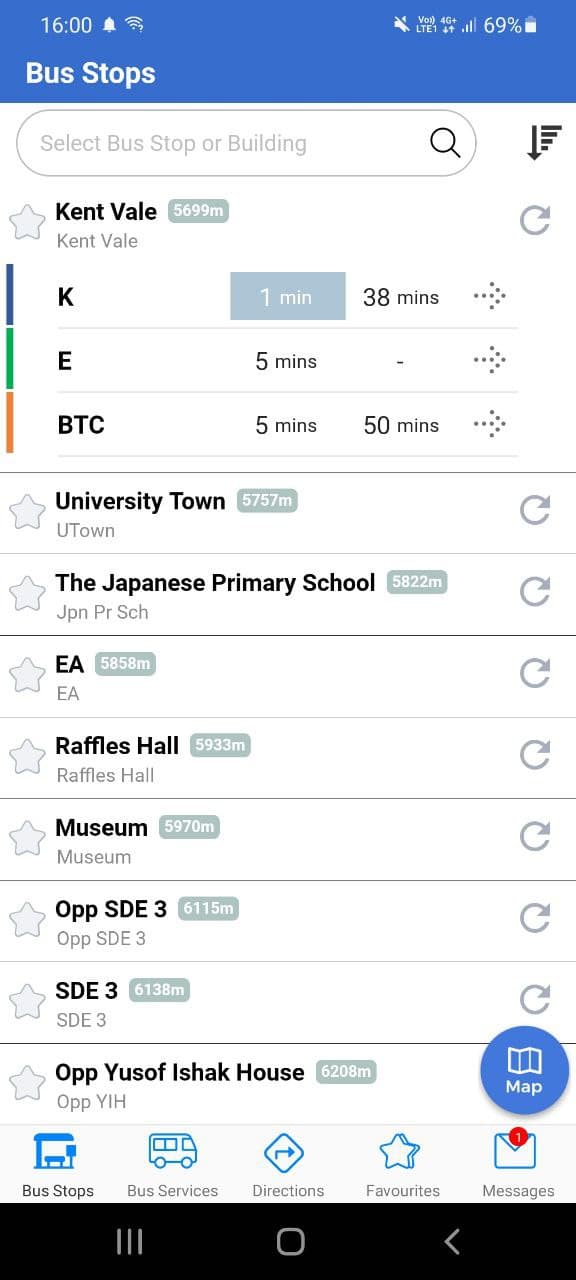 16:00 Vo)) LTE1 4G+ 69%
Bus Stops
Select Bus Stop or Building
Kent Vale 5699m
Kent Vale
K 1 min 38 mins
E 5 mins -
BTC 5 mins 50 mins
University Town 5757m
UTown
The Japanese Primary School 5822m
Jpn Pr Sch
EA 5858m
EA
Raffles Hall 5933m
Raffles Hall
Museum 5970m
Museum
Opp SDE 3 6115m
Opp SDE 3
SDE 3 6138m
SDE 3
Opp Yusof Ishak House 6208m
Opp YIH
Map
1
Bus Stops Bus Services Directions Favourites Messages